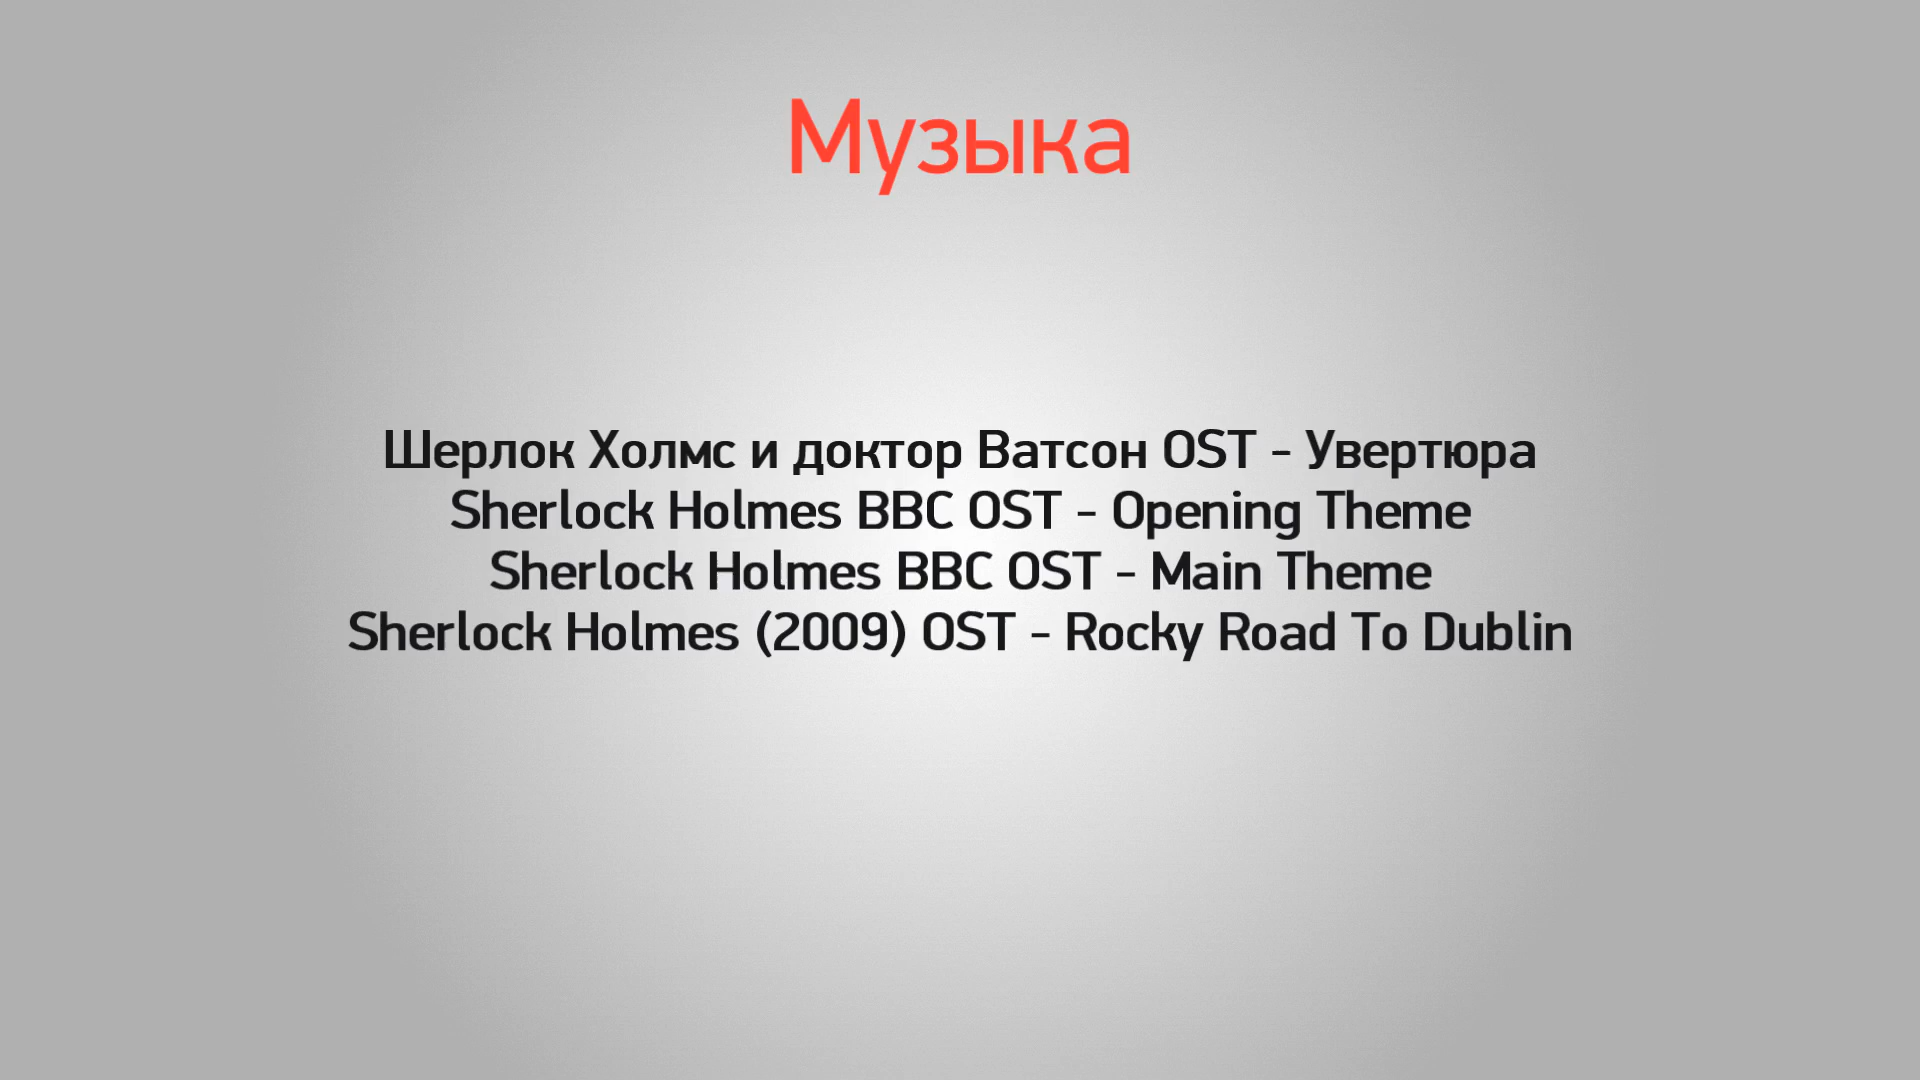 Музыка
Шерлок Холмс и доктор Ватсон OST - Увертюра
Sherlock Holmes BBC OST - Opening Theme
Sherlock Holmes BBC OST - Main Theme
Sherlock Holmes (2009) OST - Rocky Road To Dublin